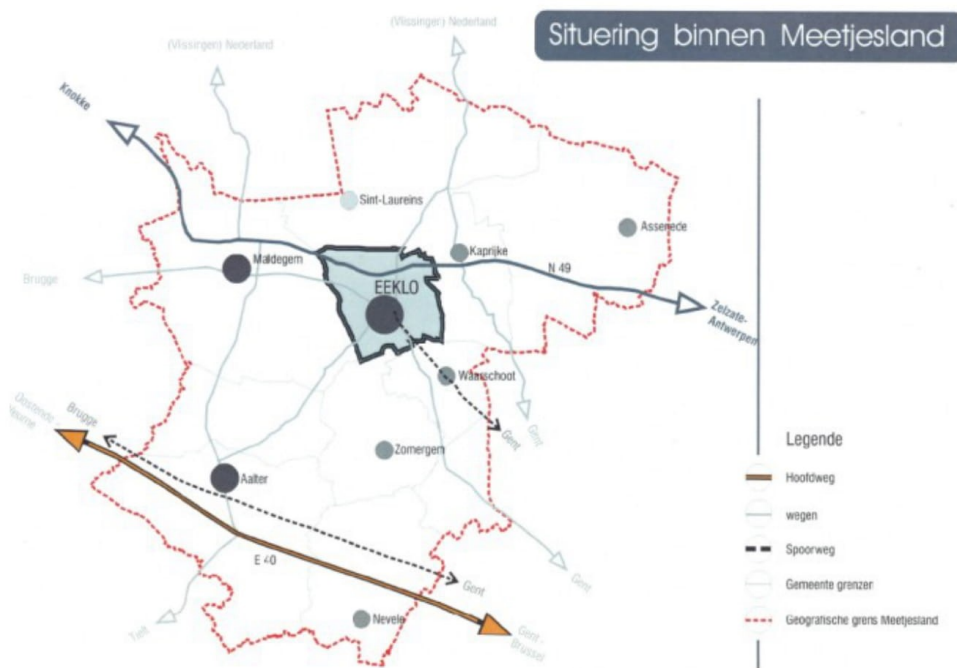 Situering binnen Meetjesland
(Vlissingen) Nederland
(Vlissingen) Nederland
Knokke
Sint-Laureins
Assenede
Kaprijke
Maldegem
N 49
Brugge
EEKLO
Zelzate-
Antwerpen
Waarschoot
Gent
Gent
Oostende -
Veurne
Brugge
Zomergem
Aalter
E 40
Gent
Gent
Tielt
Nevele
Gent -
Brussel
Legende
Hoofdweg
wegen
Spoorweg
Gemeente grenzen
Geografische grens Meetjesland